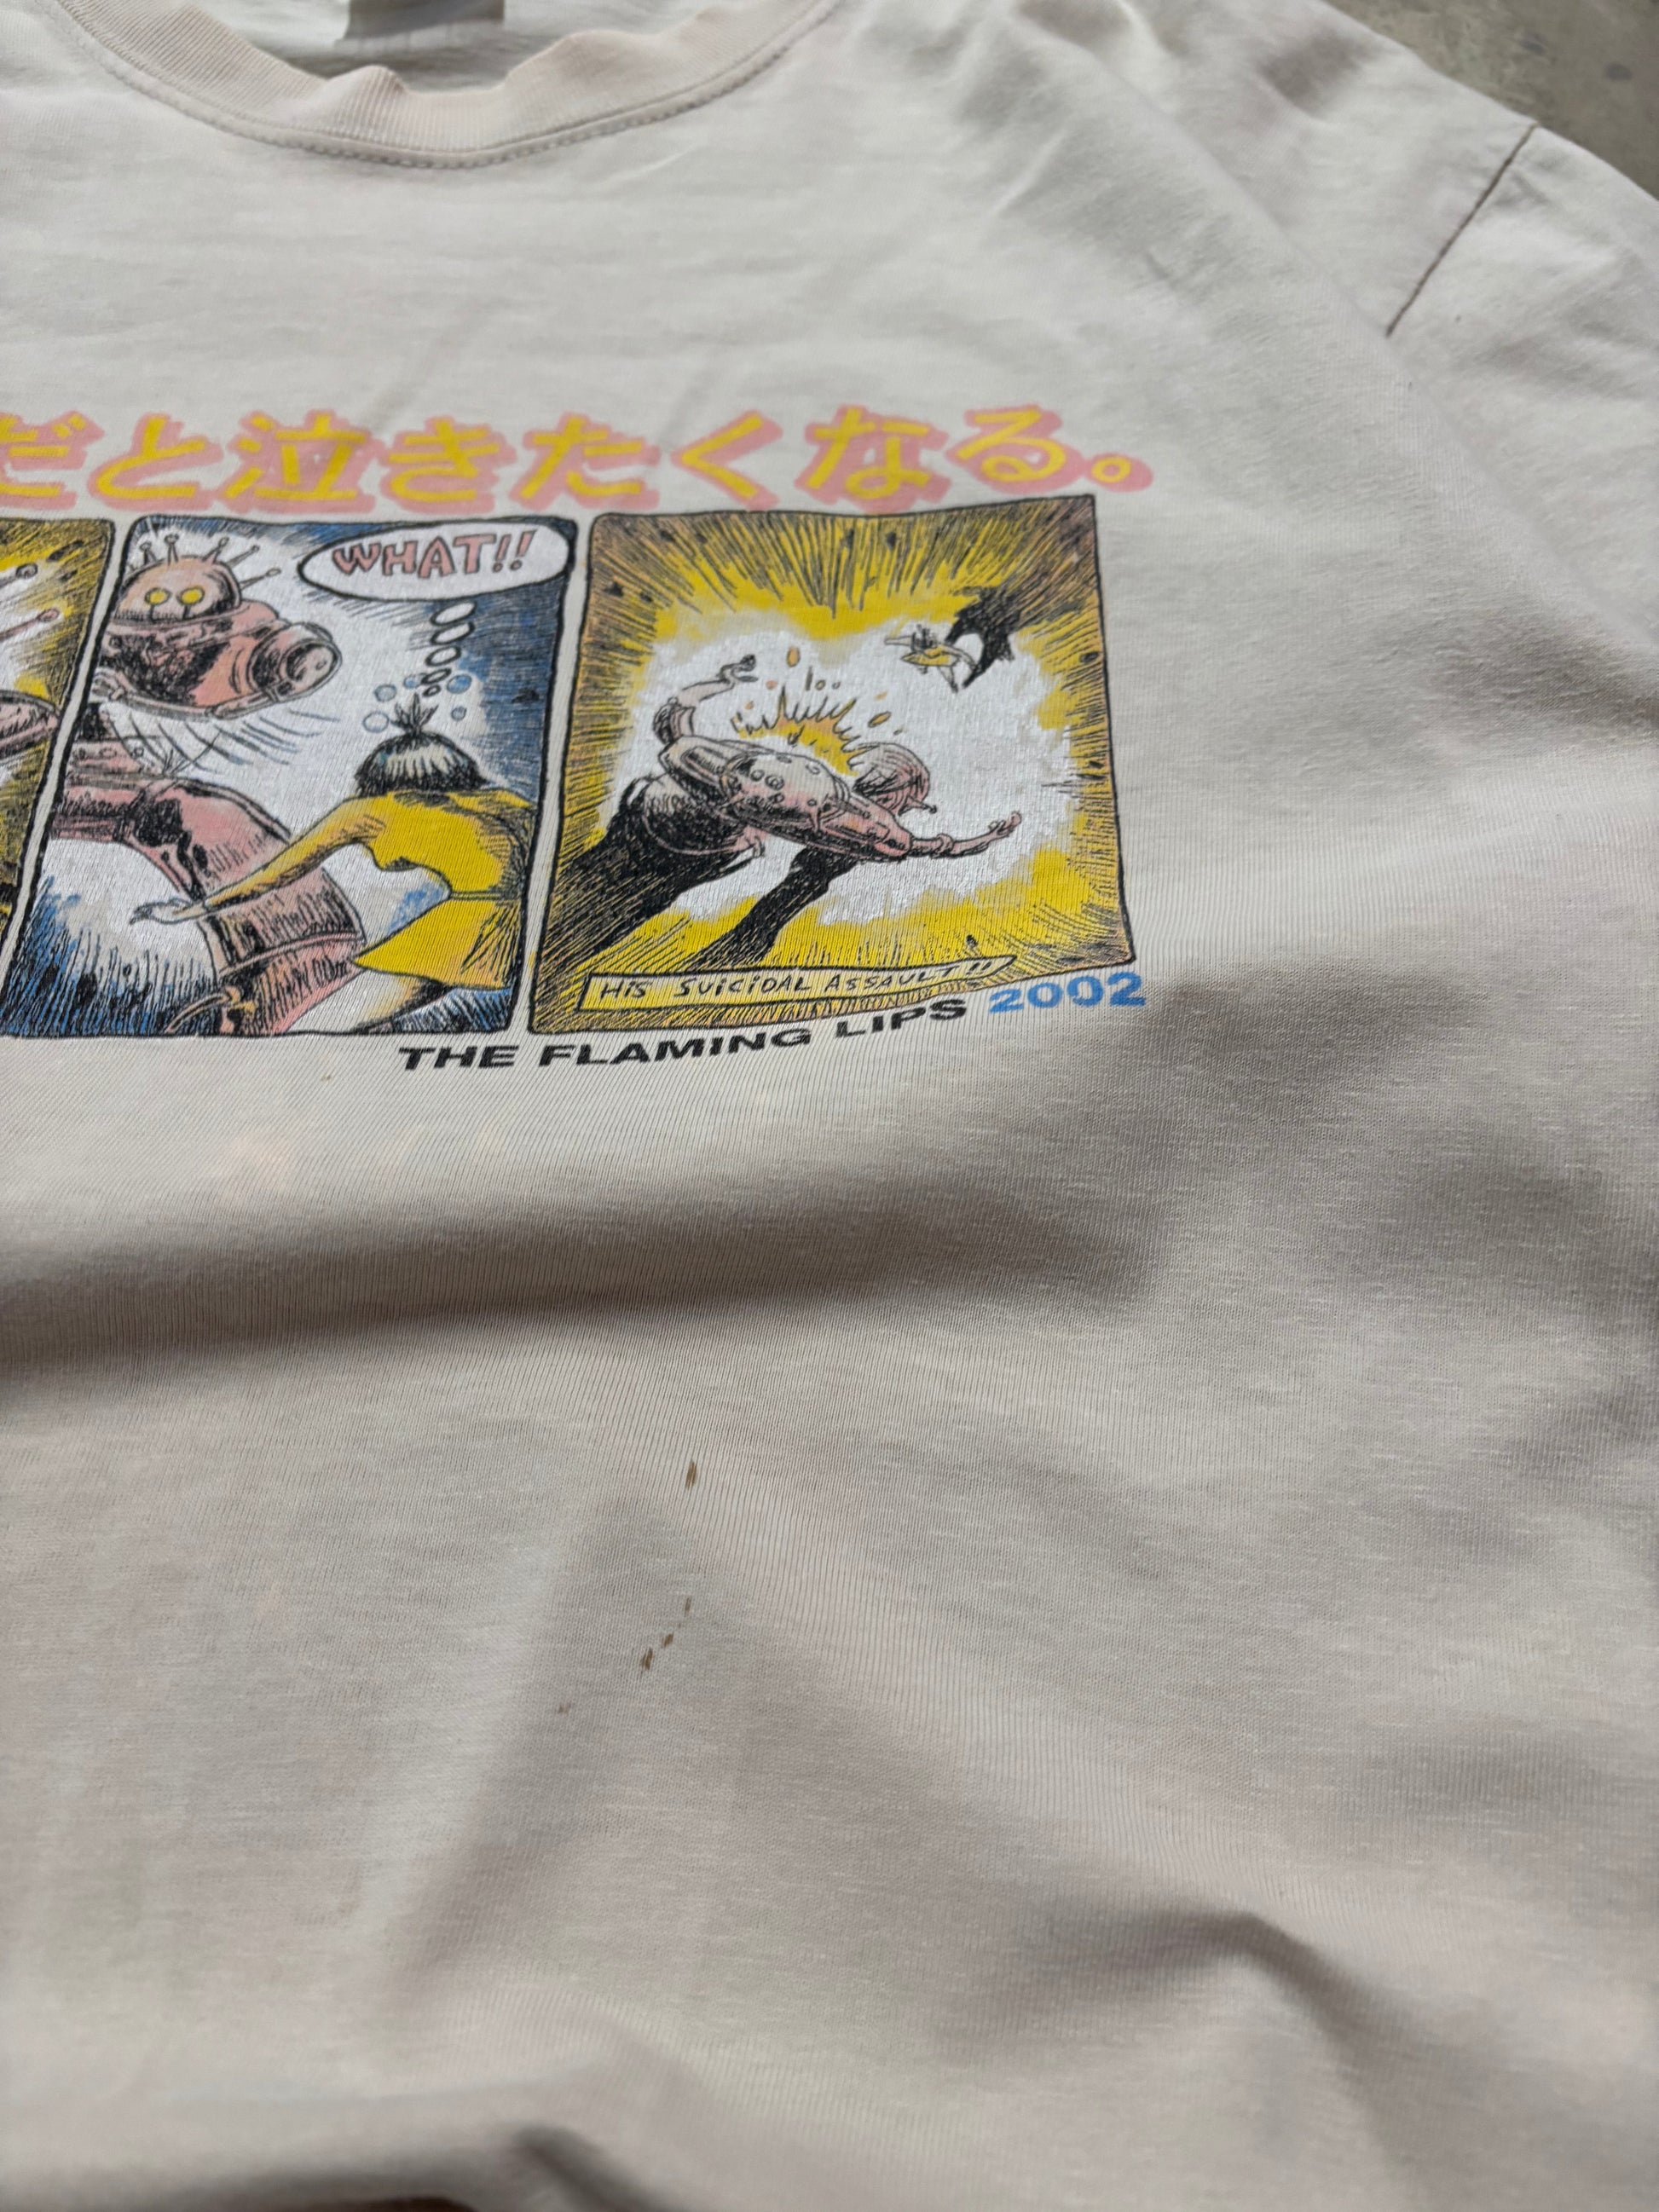 だと泣きたくなる。
WHAT!!
HIS SUICIDAL ASSAULT!!
THE FLAMING LIPS 2002